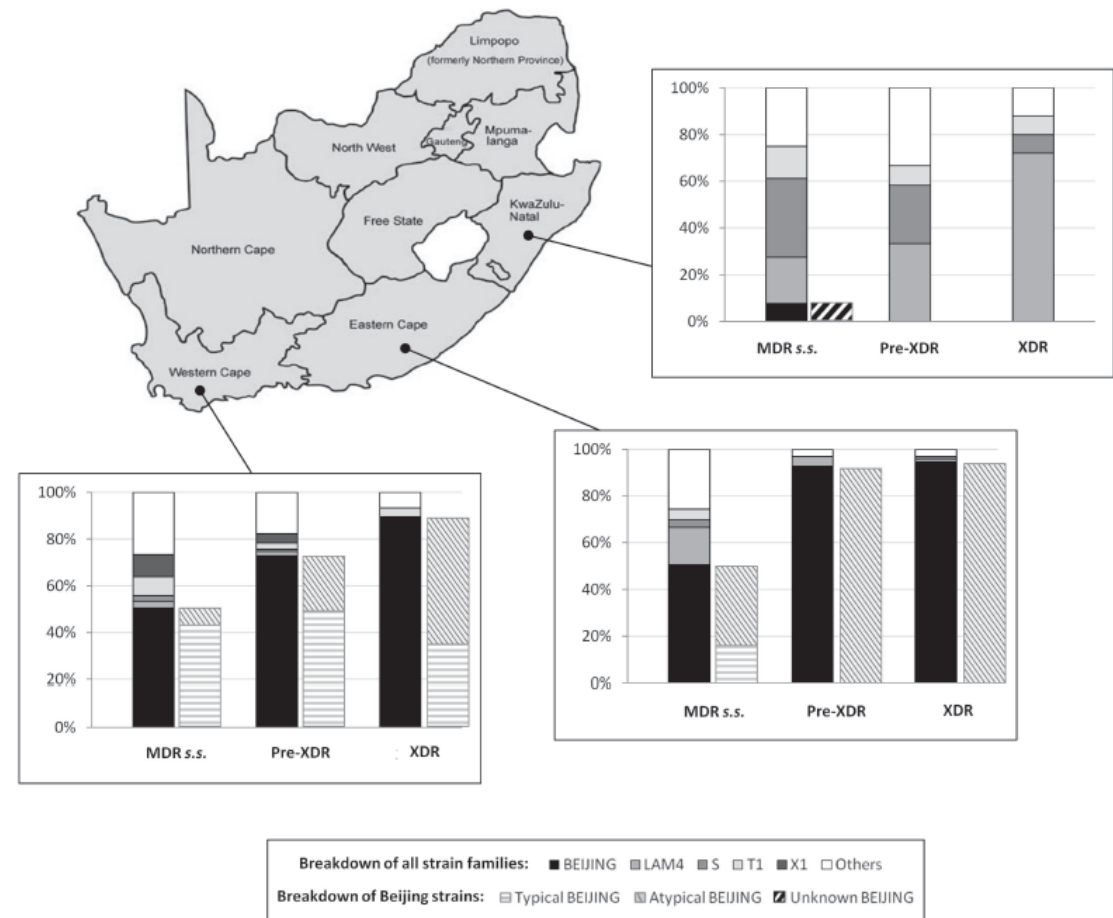 Limpopo
(formerly Northern Province)
North West
Gauteng
Mpuma-
langa
KwaZulu-
Natal
Free State
Northern Cape
Eastern Cape
Western Cape
100%
80%
60%
40%
20%
0%
MDR s.s. Pre-XDR XDR
100%
80%
60%
40%
20%
0%
MDR s.s. Pre-XDR XDR
100%
80%
60%
40%
20%
0%
MDR s.s. Pre-XDR XDR
Breakdown of all strain families: BEIJING LAM4 S T1 X1 Others
Breakdown of Beijing strains: Typical BEIJING Atypical BEIJING Unknown BEIJING